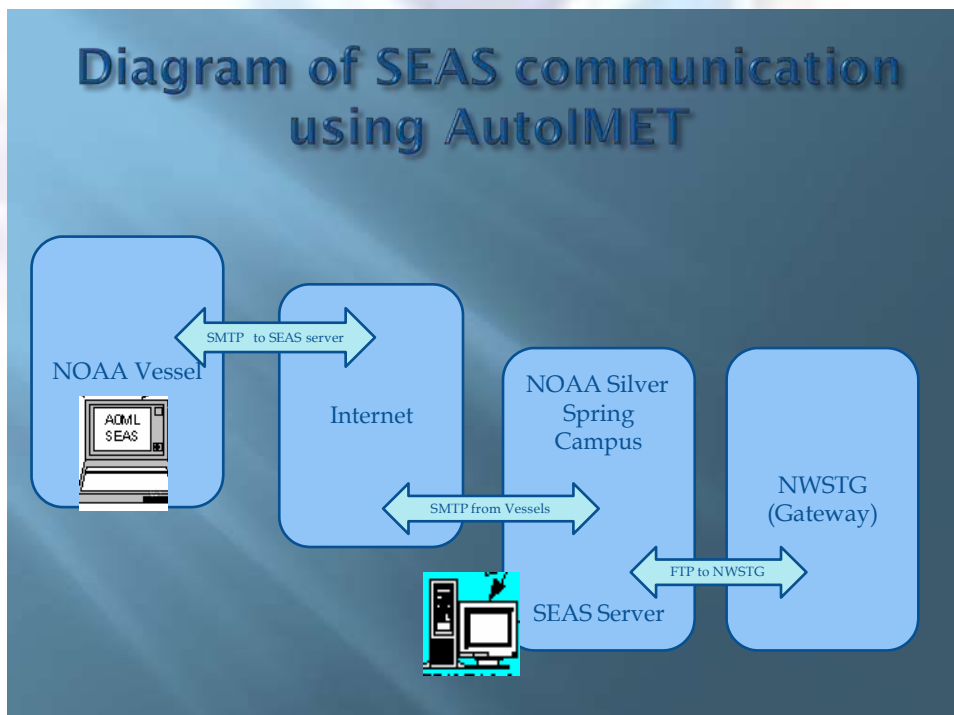 Diagram of SEAS communication
using AutoIMET
NOAA Vessel
AOML
SEAS
SMTP to SEAS server
Internet
SMTP from Vessels
NOAA Silver
Spring
Campus
SEAS Server
FTP to NWSTG
NWSTG
(Gateway)